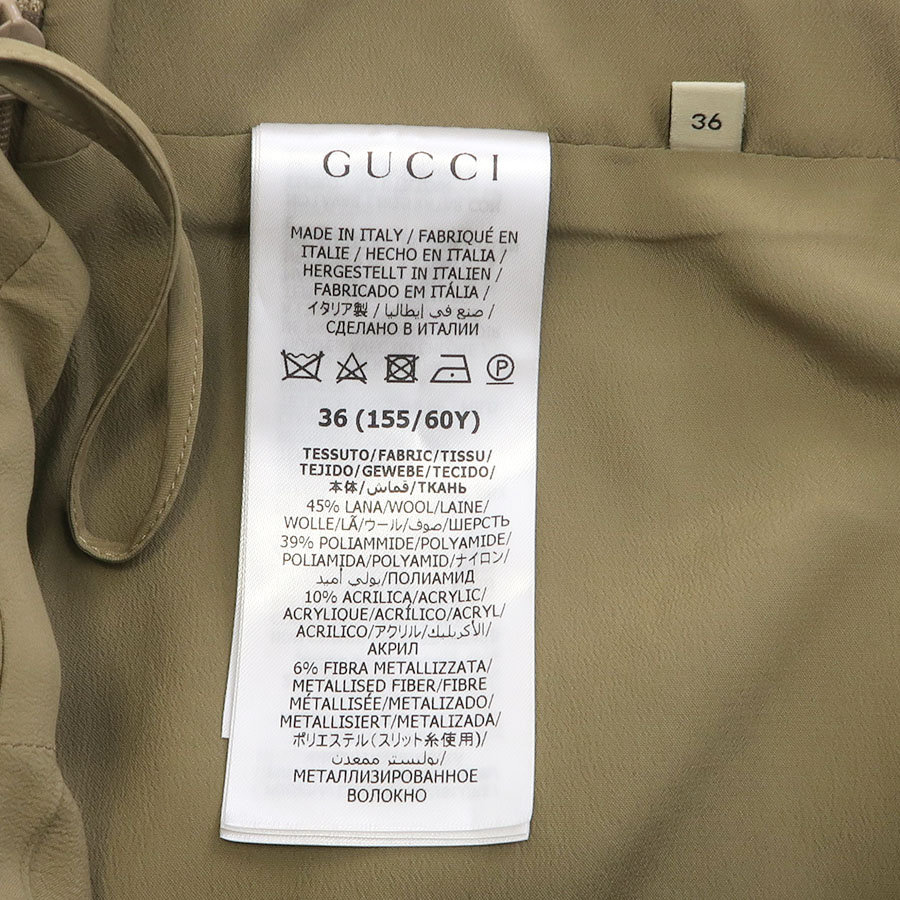 36
GUCCI
MADE IN ITALY / FABRIQUÉ EN
ITALIE / HECHO EN ITALIA /
HERGESTELLT IN ITALIEN /
FABRICADO EM ITÁLIA /
イタリア製 / صنع في إيطاليا /
СДЕЛАНО В ИТАЛИИ
P
36 (155/60Y)
TESSUTO/FABRIC/TISSU/
TEJIDO/GEWEBE/TECIDO/
本体/قماش/ТКАНЬ
45% LANA/WOOL/LAINE/
WOLLE/LÃ/ウール/صوف/ШЕРСТЬ
39% POLIAMMIDE/POLYAMIDE/
POLIAMIDA/POLYAMID/ナイロン/
بولي أميد/ПОЛИАМИД
10% ACRILICA/ACRYLIC/
ACRYLIQUE/ACRÍLICO/ACRYL/
ACRILICO/アクリル/الأكريليك/
АКРИЛ
6% FIBRA METALLIZZATA/
METALLISED FIBER/FIBRE
MÉTALLISÉE/METALIZADO/
METALLISIERT/METALIZADA/
ポリエステル(スリット糸使用)/
بوليستر ممعدن/
МЕТАЛЛИЗИРОВАННОЕ
ВОЛОКНО